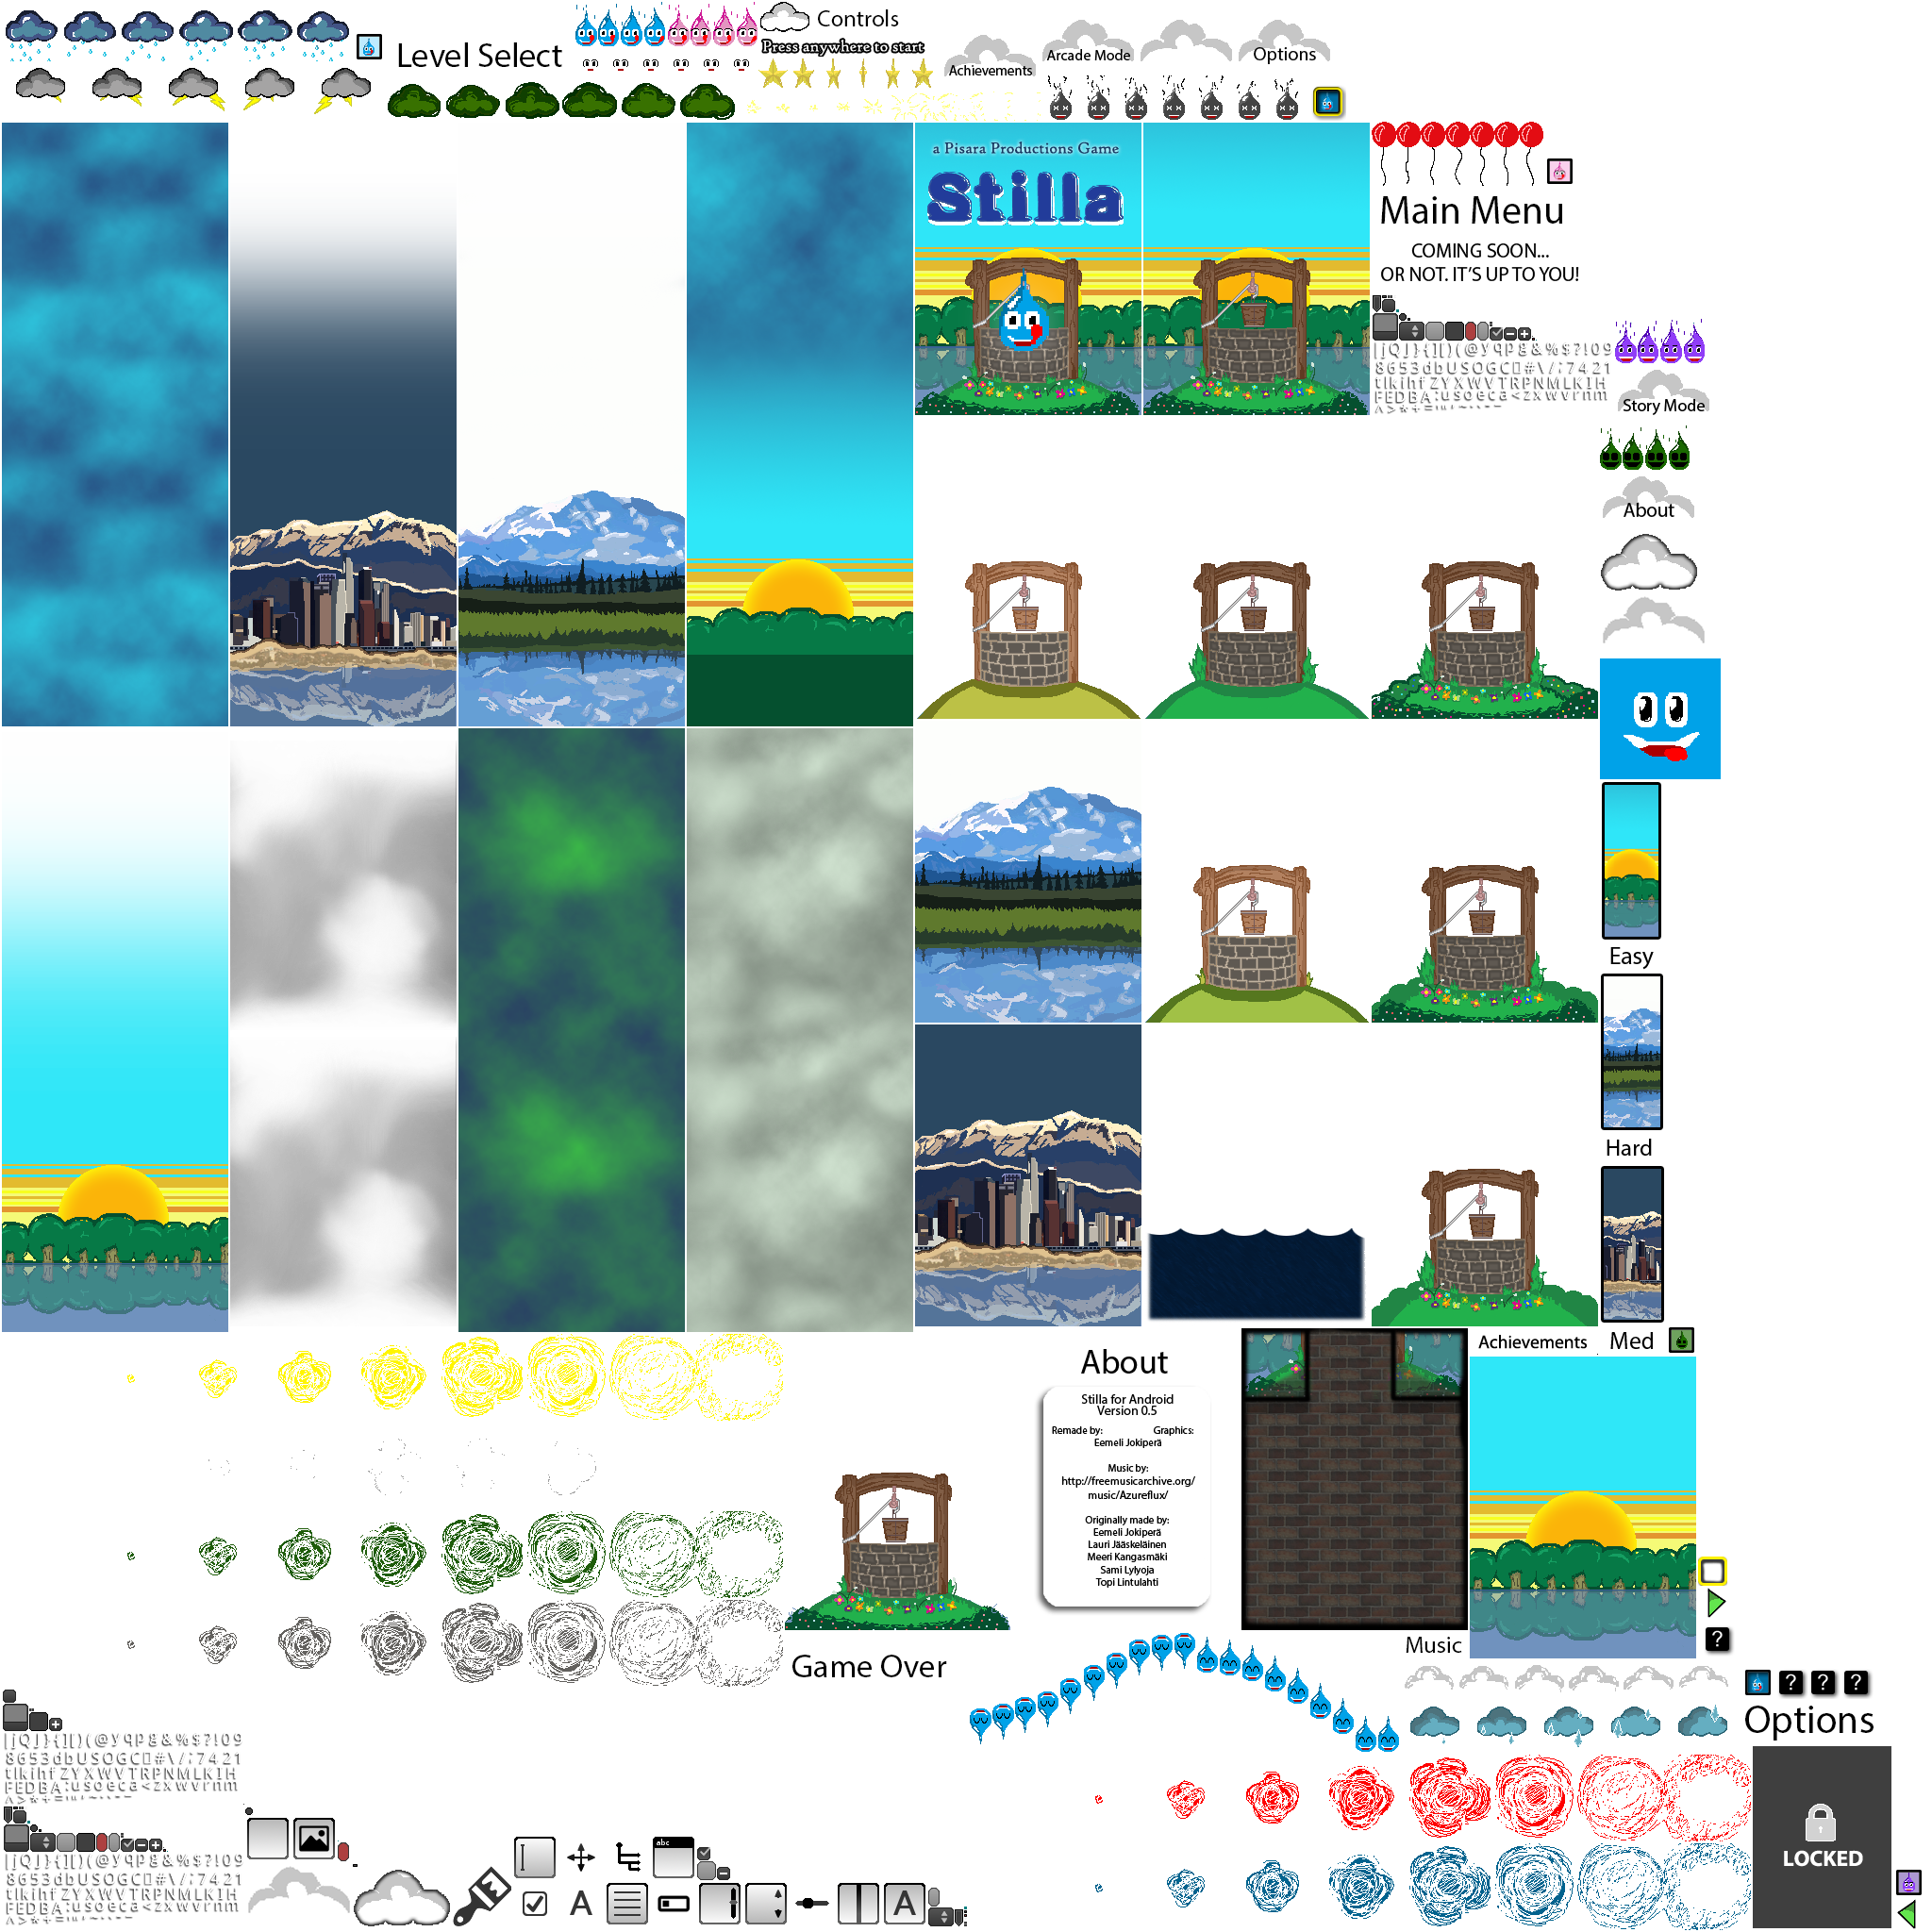 Level Select
Controls
Press anywhere to start
Achievements
Arcade Mode
Options
a Pisara Productions Game
Stilla
Main Menu
COMING SOON...
OR NOT. IT'S UP TO YOU!
Story Mode
About
Easy
Hard
Med
Achievements
About
Stilla for Android
Version 0.5
Remade by: Graphics:
Eemeli Jokiperä
Music by:
http://freemusicarchive.org/
music/Azureflux/
Originally made by:
Eemeli Jokiperä
Lauri Jääskeläinen
Meeri Kangasmäki
Sami Lylyoja
Topi Lintulahti
Music
Game Over
?
? ? ?
Options
LOCKED
abc
A
A